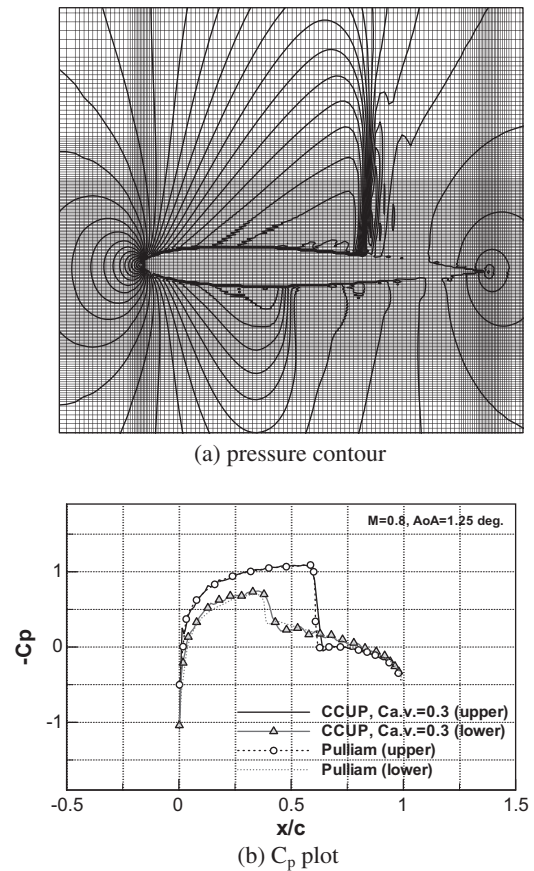 (a) pressure contour
M=0.8, AoA=1.25 deg.
1
0
-1
-Cp
CCUP, Ca.v.=0.3 (upper)
CCUP, Ca.v.=0.3 (lower)
Pulliam (upper)
Pulliam (lower)
-0.5 0 0.5 1 1.5
x/c
(b) Cp plot